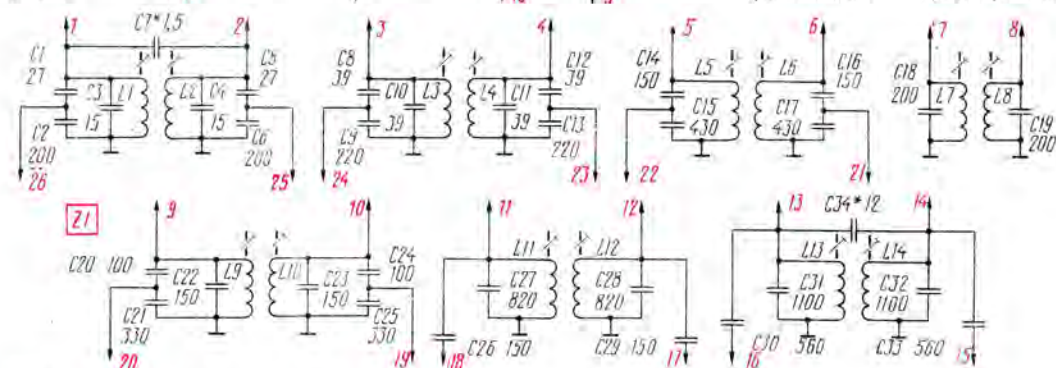 1 C7* 1,5 2 3 4 5 6 7 8
C1 27 C5 27 C8 39 C12 39 C14 150 L5 L6 C16 150 C18 200 L7 L8
C3 L1 L2 C4 C10 L3 L4 C11 C15 C17 C19
C2 15 15 C6 C9 39 39 C13 430 430 200
200 200 220 220
26 25 24 23 22 21
Z1 9 10 11 12 13 C34* 12 14
C20 100 C22 L9 L10 C23 C24 100 L11 L12 L13 L14
150 150 C27 C28 C31 C32
C21 C25 820 820 1100 1100
330 330
20 19 18 C26 150 C29 150 17 16 C30 560 C33 560 15